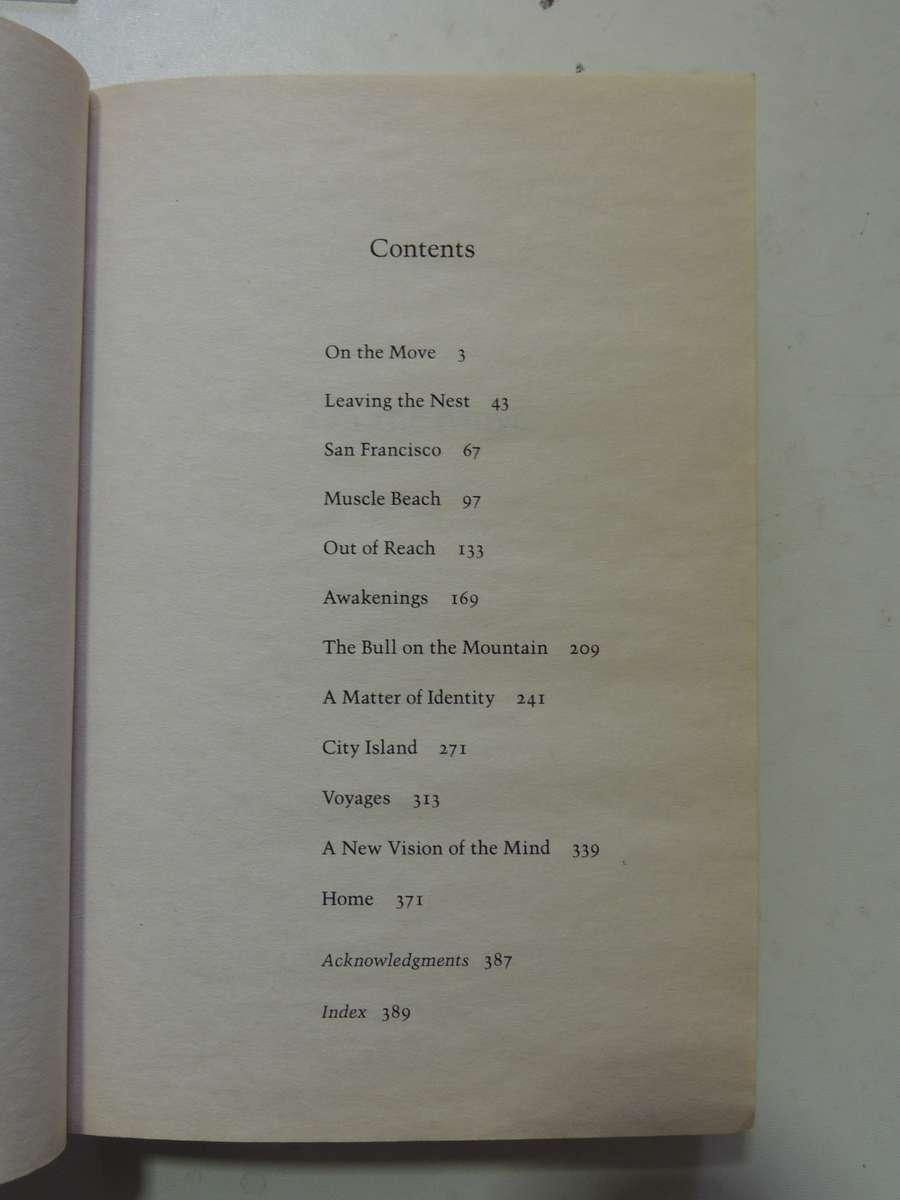 Contents
On the Move 3
Leaving the Nest 43
San Francisco 67
Muscle Beach 97
Out of Reach 133
Awakenings 169
The Bull on the Mountain 209
A Matter of Identity 241
City Island 271
Voyages 313
A New Vision of the Mind 339
Home 371
Acknowledgments 387
Index 389